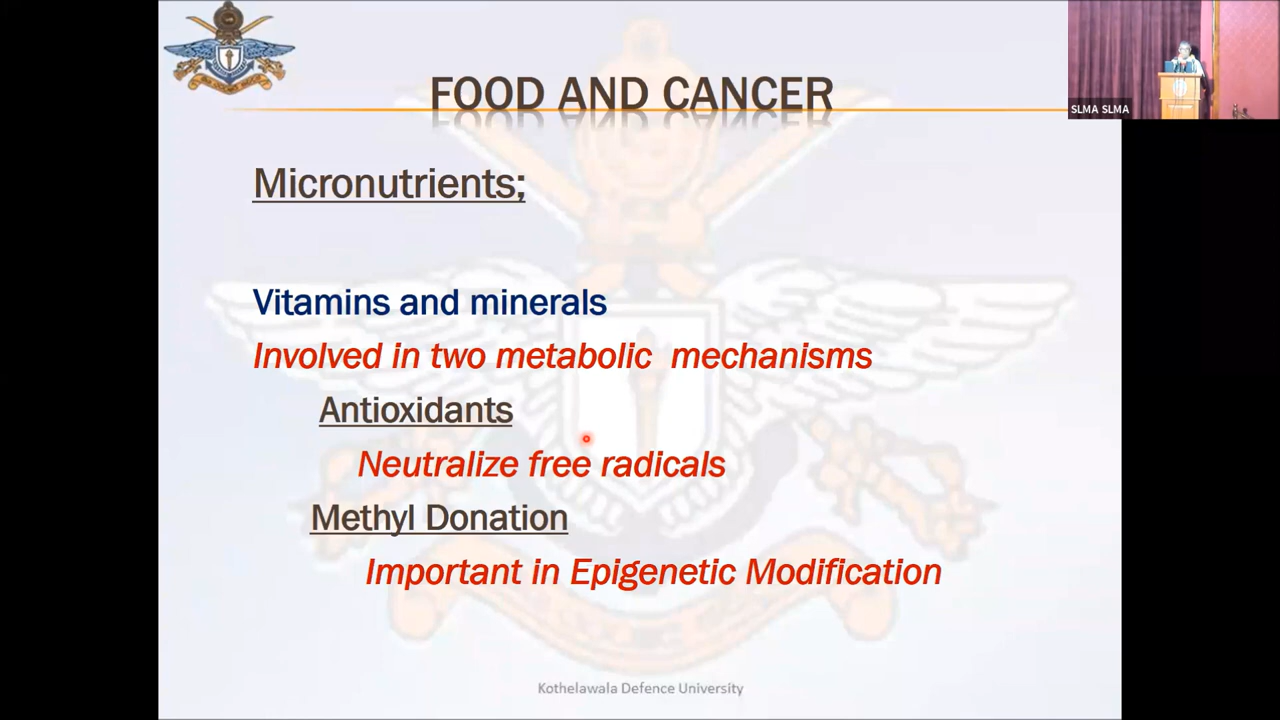 FOOD AND CANCER
SLMA SLMA
Micronutrients;
Vitamins and minerals
Involved in two metabolic mechanisms
Antioxidants
Neutralize free radicals
Methyl Donation
Important in Epigenetic Modification
Kothelawala Defence University